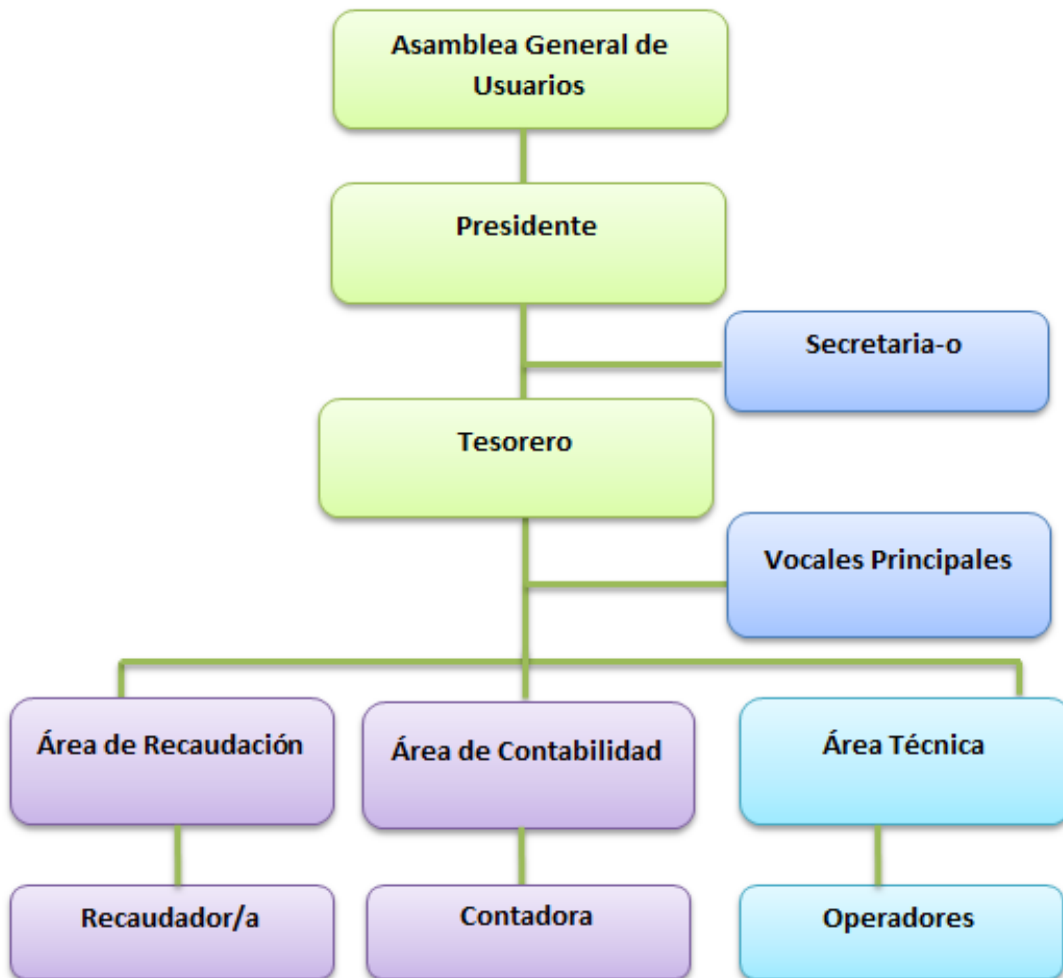 Asamblea General de
Usuarios
Presidente
Secretaria-o
Tesorero
Vocales Principales
Área de Recaudación
Área de Contabilidad
Área Técnica
Recaudador/a
Contadora
Operadores